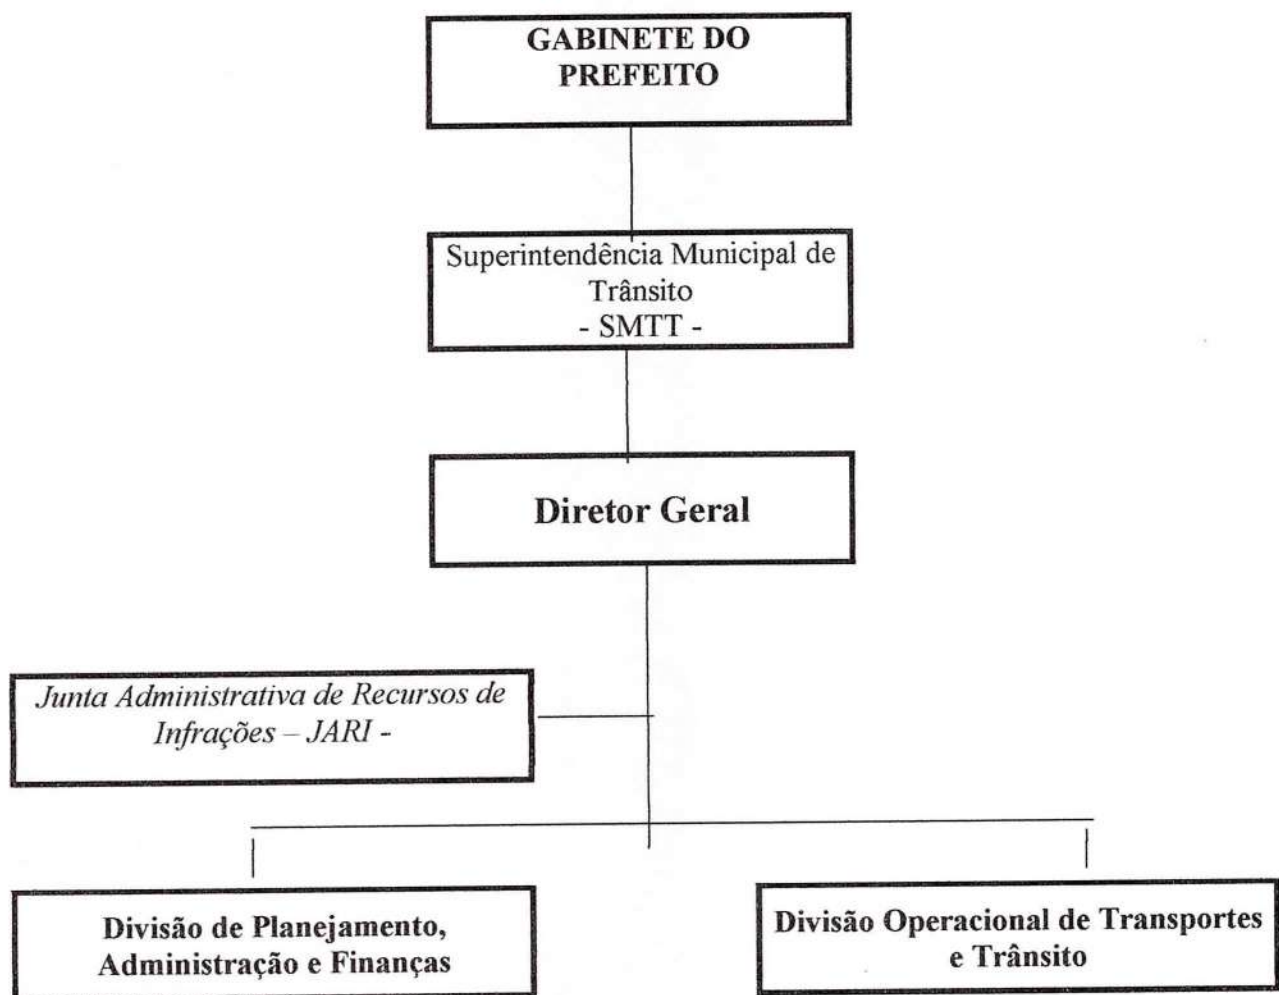 GABINETE DO
PREFEITO
Superintendência Municipal de
Trânsito
- SMTT -
Diretor Geral
Junta Administrativa de Recursos de
Infrações – JARI -
Divisão de Planejamento,
Administração e Finanças
Divisão Operacional de Transportes
e Trânsito